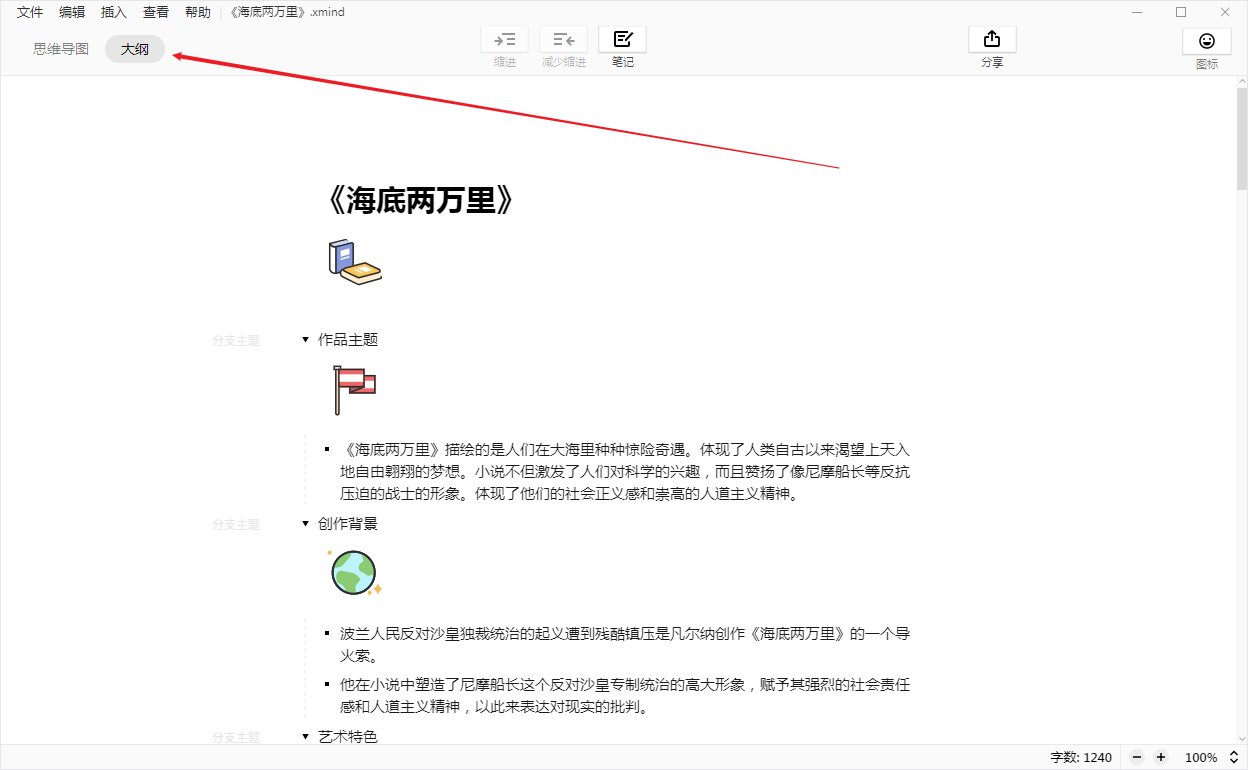 文件 编辑 插入 查看 帮助 《海底两万里》.xmind
思维导图 大纲
缩进 减少缩进 笔记 分享 图标
《海底两万里》
分支主题 作品主题
《海底两万里》描绘的是人们在大海里种种惊险奇遇。体现了人类自古以来渴望上天入
地自由翱翔的梦想。小说不但激发了人们对科学的兴趣，而且赞扬了像尼摩船长等反抗
压迫的战士的形象。体现了他们的社会正义感和崇高的人道主义精神。
分支主题 创作背景
波兰人民反对沙皇独裁统治的起义遭到残酷镇压是凡尔纳创作《海底两万里》的一个导
火索。
他在小说中塑造了尼摩船长这个反对沙皇专制统治的高大形象，赋予其强烈的社会责任
感和人道主义精神，以此来表达对现实的批判。
分支主题 艺术特色
字数: 1240 100%